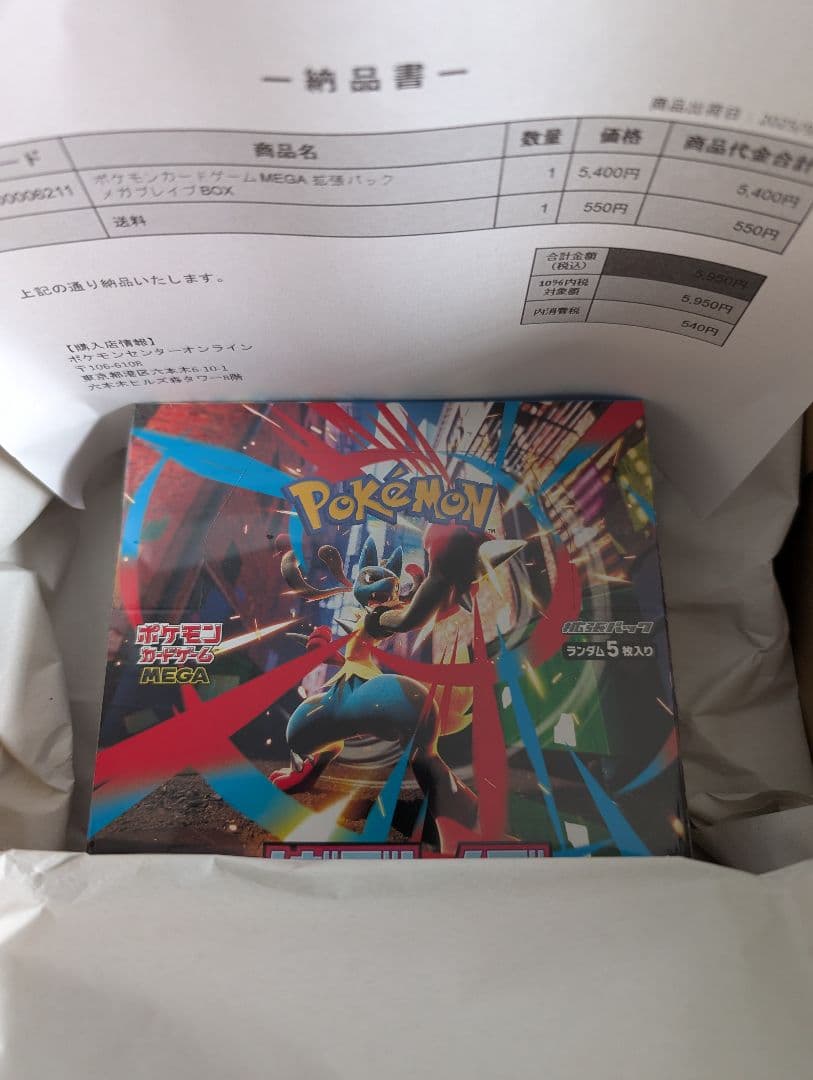 ー 納 品 書 ー
商品出荷日：2025/
ード 商品名 数量 価格 商品代金合計
00006211 ポケモンカードゲームMEGA 拡張パック メガブレイブBOX 1 5,400円 5,400円
送料 1 550円 550円
合計金額（税込） 5,950円
10%内税対象額 5,950円
内消費税 540円
上記の通り納品いたします。
【購入店情報】
ポケモンセンターオンライン
〒106-6108
東京都港区六本木6-10-1
六本木ヒルズ森タワー8階
POKÉMON
TM
ポケモン
カードゲーム
MEGA
拡張パック
ランダム5枚入り